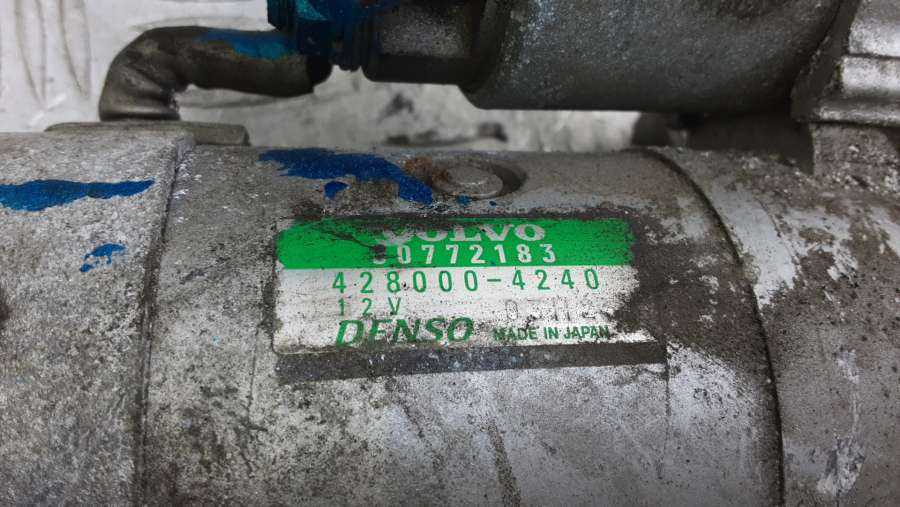 VOLVO
30772183
428000-4240
12V
DENSO MADE IN JAPAN